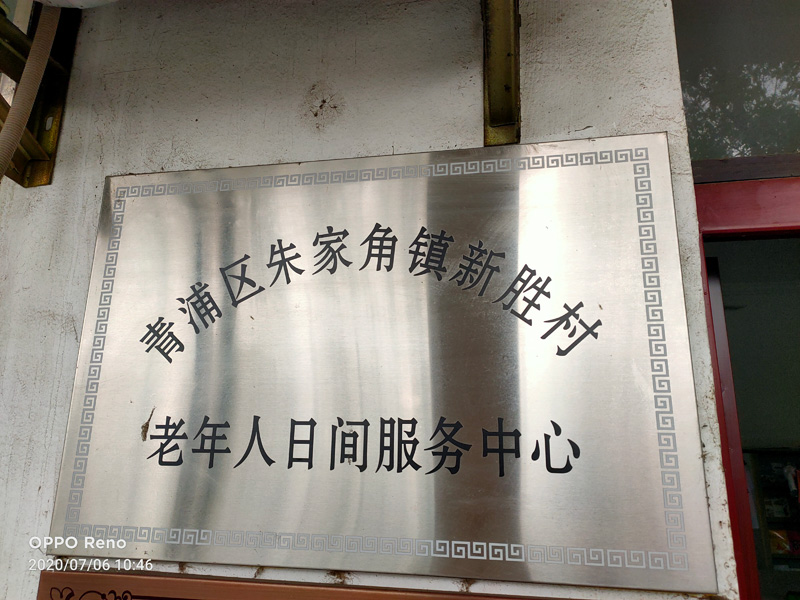 青浦区朱家角镇新胜村
老年人日间服务中心
OPPO Reno
2020/07/06 10:46